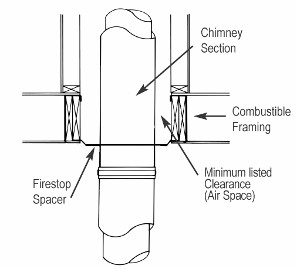 Chimney
Section
Combustible
Framing
Minimum listed
Clearance
(Air Space)
Firestop
Spacer